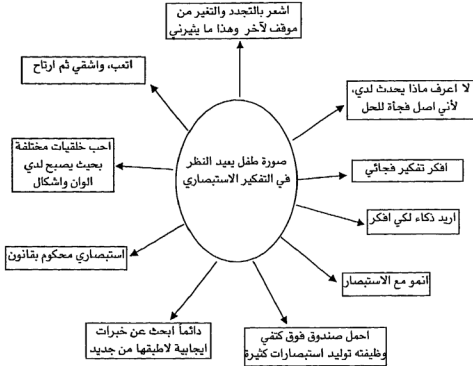 اشعر بالتجدد والتغير من
موقف لآخر وهذا ما يثيرني
لا اعرف ماذا يحدث لدي،
لأني اصل فجأة للحل
افكر تفكير فجائي
اريد ذكاء لكي افكر
انمو مع الاستبصار
احمل صندوق فوق كتفي
وظيفته توليد استبصارات كثيرة
دائماً ابحث عن خبرات
ايجابية لاطبقها من جديد
استبصاري محكوم بقانون
احب خلقيات مختلفة
بحيث يصبح لدي
الوان واشكال
اتعب، واشقي ثم ارتاح
صورة طفل يعيد النظر
في التفكير الاستبصاري